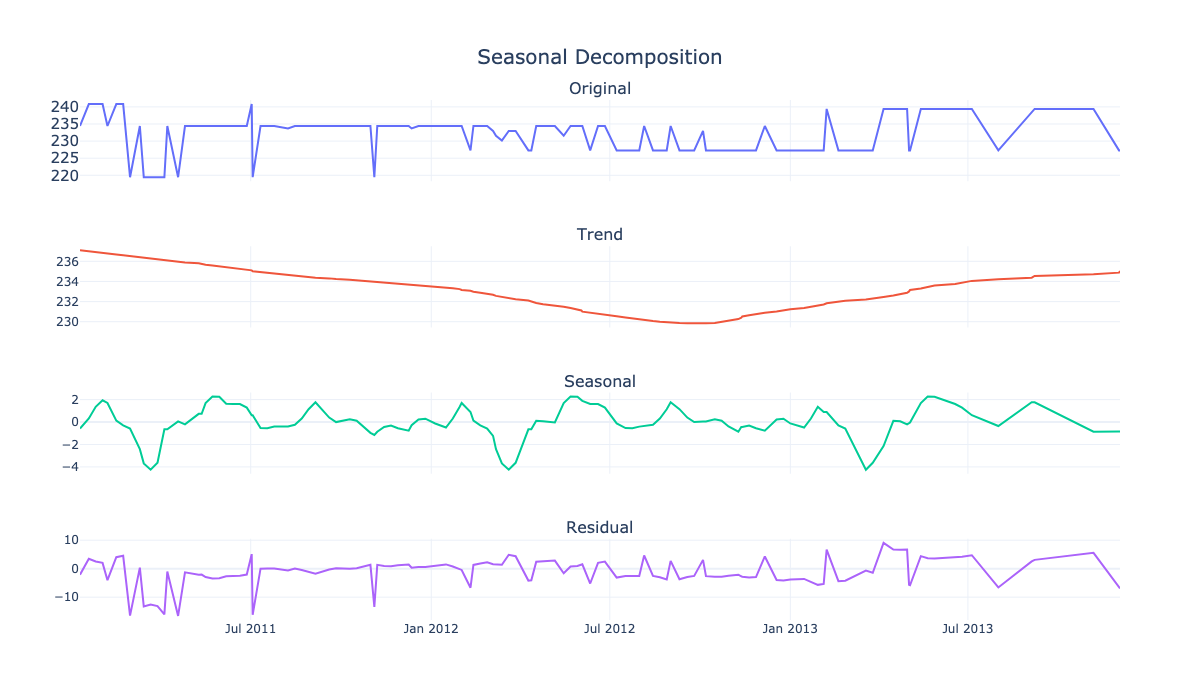 Seasonal Decomposition
Original
240
235
230
225
220
Trend
236
234
232
230
Seasonal
2
0
−2
−4
Residual
10
0
−10
Jul 2011 Jan 2012 Jul 2012 Jan 2013 Jul 2013